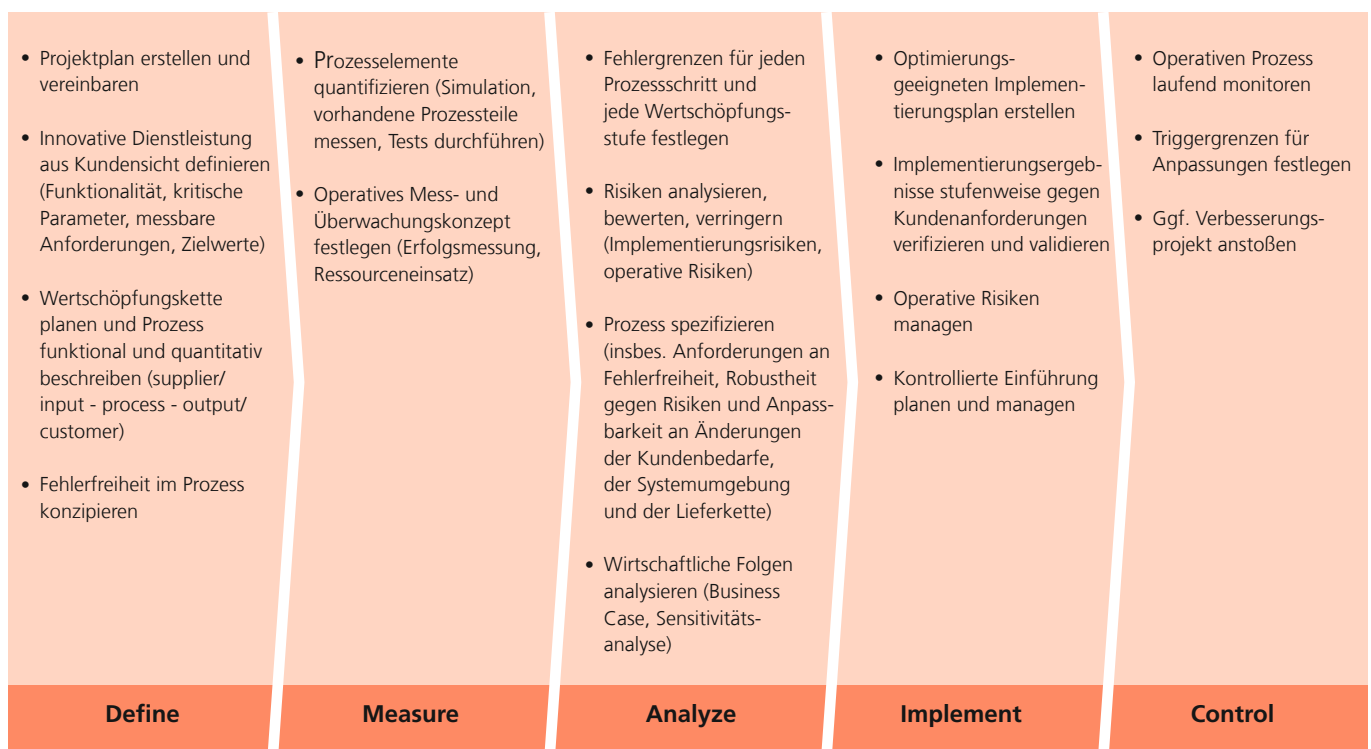 • Projektplan erstellen und
vereinbaren
• Innovative Dienstleistung
aus Kundensicht definieren
(Funktionalität, kritische
Parameter, messbare
Anforderungen, Zielwerte)
• Wertschöpfungskette
planen und Prozess
funktional und quantitativ
beschreiben (supplier/
input - process - output/
customer)
• Fehlerfreiheit im Prozess
konzipieren
Define
• Prozesselemente
quantifizieren (Simulation,
vorhandene Prozessteile
messen, Tests durchführen)
• Operatives Mess- und
Überwachungskonzept
festlegen (Erfolgsmessung,
Ressourceneinsatz)
Measure
• Fehlergrenzen für jeden
Prozessschritt und
jede Wertschöpfungs-
stufe festlegen
• Risiken analysieren,
bewerten, verringern
(Implementierungsrisiken,
operative Risiken)
• Prozess spezifizieren
(insbes. Anforderungen an
Fehlerfreiheit, Robustheit
gegen Risiken und Anpass-
barkeit an Änderungen
der Kundenbedarfe,
der Systemumgebung
und der Lieferkette)
• Wirtschaftliche Folgen
analysieren (Business
Case, Sensitivitäts-
analyse)
Analyze
• Optimierungs-
geeigneten Implemen-
tierungsplan erstellen
• Implementierungsergeb-
nisse stufenweise gegen
Kundenanforderungen
verifizieren und validieren
• Operative Risiken
managen
• Kontrollierte Einführung
planen und managen
Implement
• Operativen Prozess
laufend monitoren
• Triggergrenzen für
Anpassungen festlegen
• Ggf. Verbesserungs-
projekt anstoßen
Control